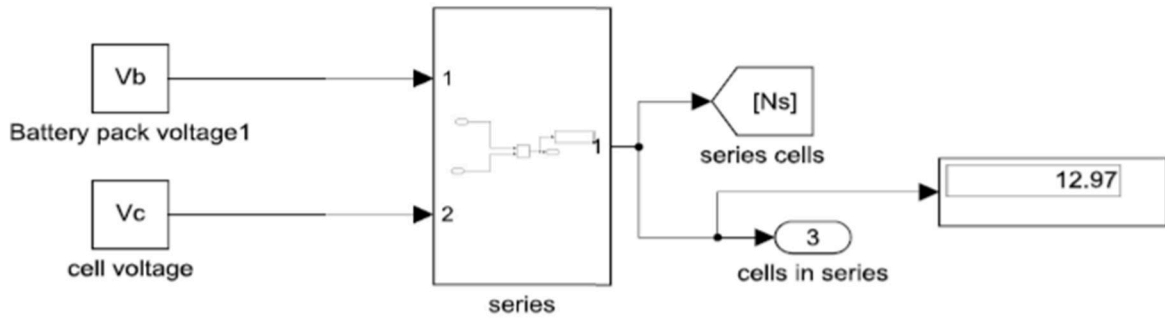 Vb
Battery pack voltage1
Vc
cell voltage
1
2
1
series
[Ns]
series cells
3
cells in series
12.97